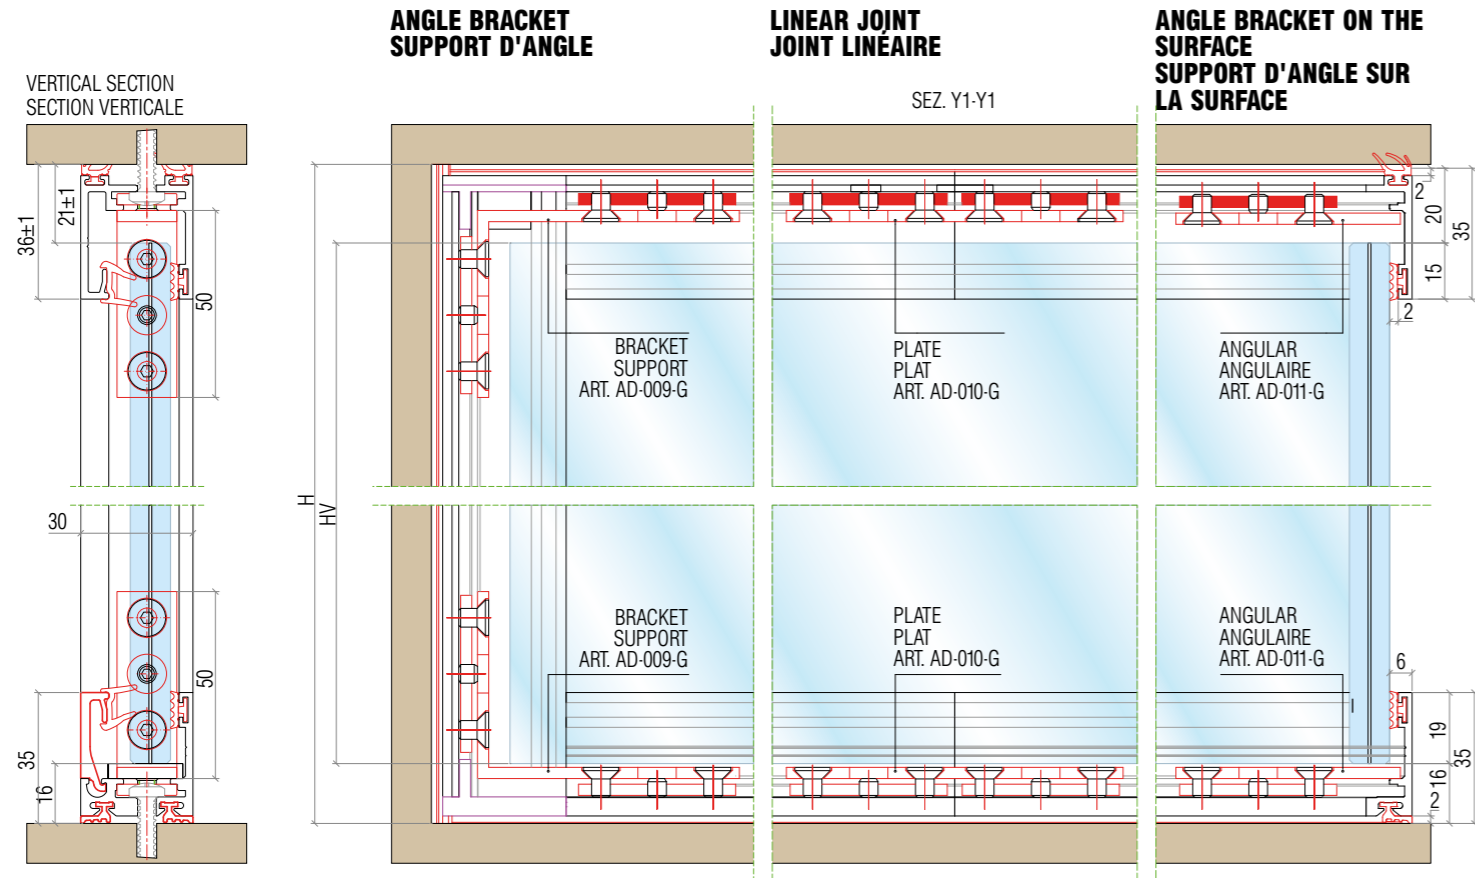 ANGLE BRACKET
SUPPORT D'ANGLE
LINEAR JOINT
JOINT LINÉAIRE
ANGLE BRACKET ON THE
SURFACE
SUPPORT D'ANGLE SUR
LA SURFACE
VERTICAL SECTION
SECTION VERTICALE
SEZ. Y1-Y1
36±1
21±1
50
30
50
35
16
H
HV
2
20
35
15
2
BRACKET
SUPPORT
ART. AD-009-G
PLATE
PLAT
ART. AD-010-G
ANGULAR
ANGULAIRE
ART. AD-011-G
BRACKET
SUPPORT
ART. AD-009-G
PLATE
PLAT
ART. AD-010-G
ANGULAR
ANGULAIRE
ART. AD-011-G
6
19
35
16
2